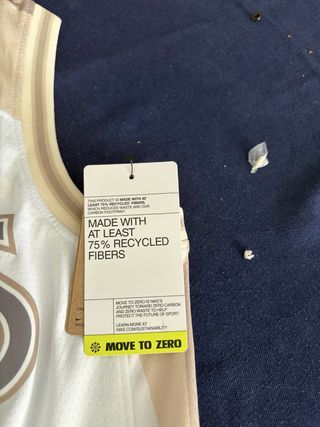 THIS PRODUCT IS MADE WITH AT
LEAST 75% RECYCLED FIBERS,
WHICH REDUCES WASTE AND OUR
CARBON FOOTPRINT.
MADE WITH
AT LEAST
75% RECYCLED
FIBERS
MOVE TO ZERO IS NIKE'S
JOURNEY TOWARD ZERO CARBON
AND ZERO WASTE TO HELP
PROTECT THE FUTURE OF SPORT.
LEARN MORE AT
NIKE.COM/SUSTAINABILITY
MOVE TO ZERO